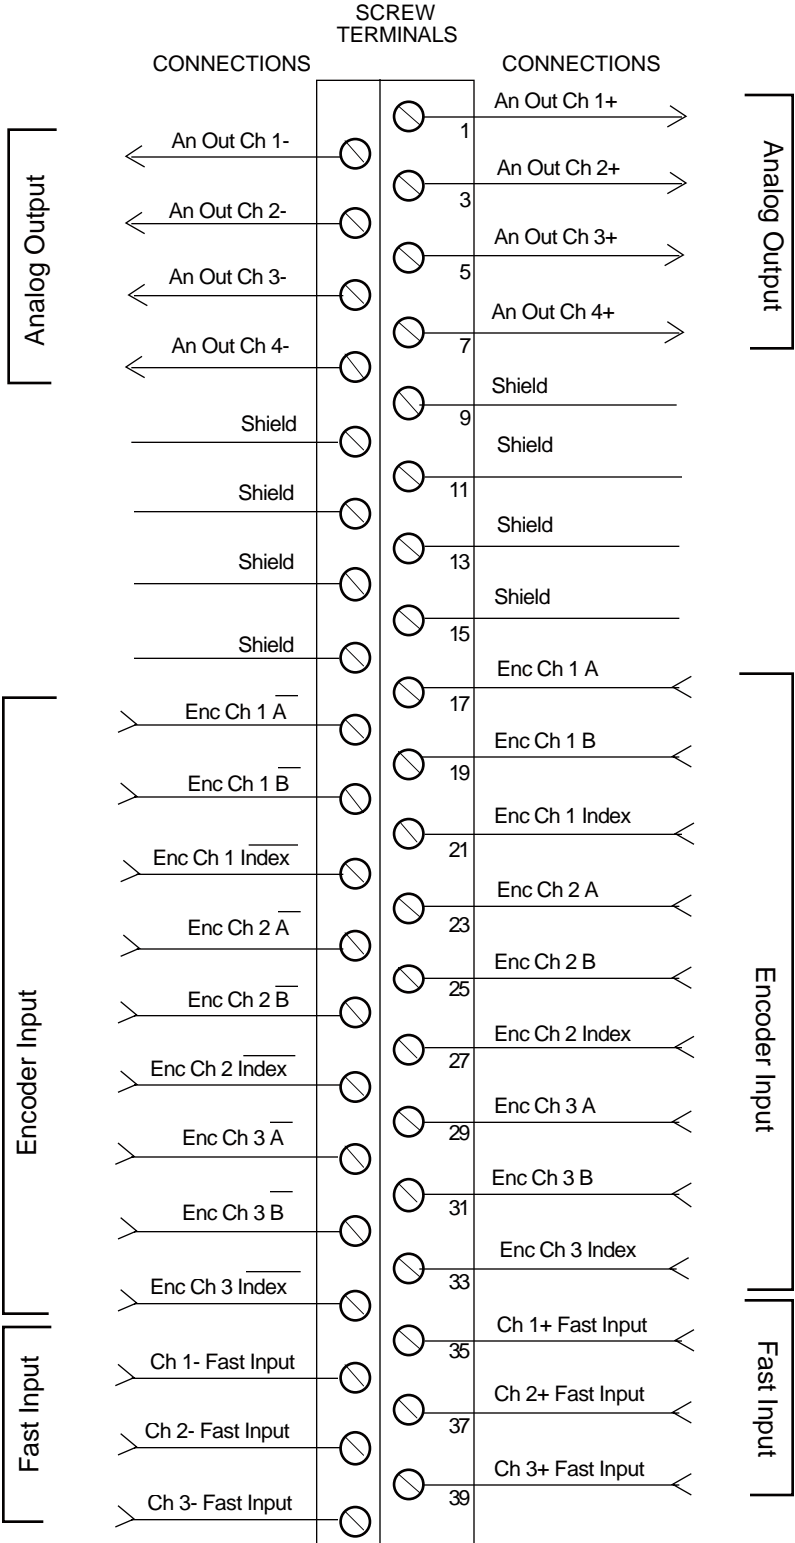 SCREW
TERMINALS
CONNECTIONS
CONNECTIONS
An Out Ch 1+
1
An Out Ch 1-
An Out Ch 2+
3
An Out Ch 2-
An Out Ch 3+
5
An Out Ch 3-
An Out Ch 4+
7
An Out Ch 4-
Analog Output
Analog Output
Shield
9
Shield
Shield
11
Shield
Shield
13
Shield
Shield
15
Shield
Enc Ch 1 A
17
Enc Ch 1 A̅
Enc Ch 1 B
19
Enc Ch 1 B̅
Enc Ch 1 Index
21
Enc Ch 1 I̅n̅d̅e̅x̅
Enc Ch 2 A
23
Enc Ch 2 A̅
Enc Ch 2 B
25
Enc Ch 2 B̅
Enc Ch 2 Index
27
Enc Ch 2 I̅n̅d̅e̅x̅
Enc Ch 3 A
29
Enc Ch 3 A̅
Enc Ch 3 B
31
Enc Ch 3 B̅
Enc Ch 3 Index
33
Enc Ch 3 I̅n̅d̅e̅x̅
Encoder Input
Encoder Input
Ch 1+ Fast Input
35
Ch 1- Fast Input
Ch 2+ Fast Input
37
Ch 2- Fast Input
Ch 3+ Fast Input
39
Ch 3- Fast Input
Fast Input
Fast Input